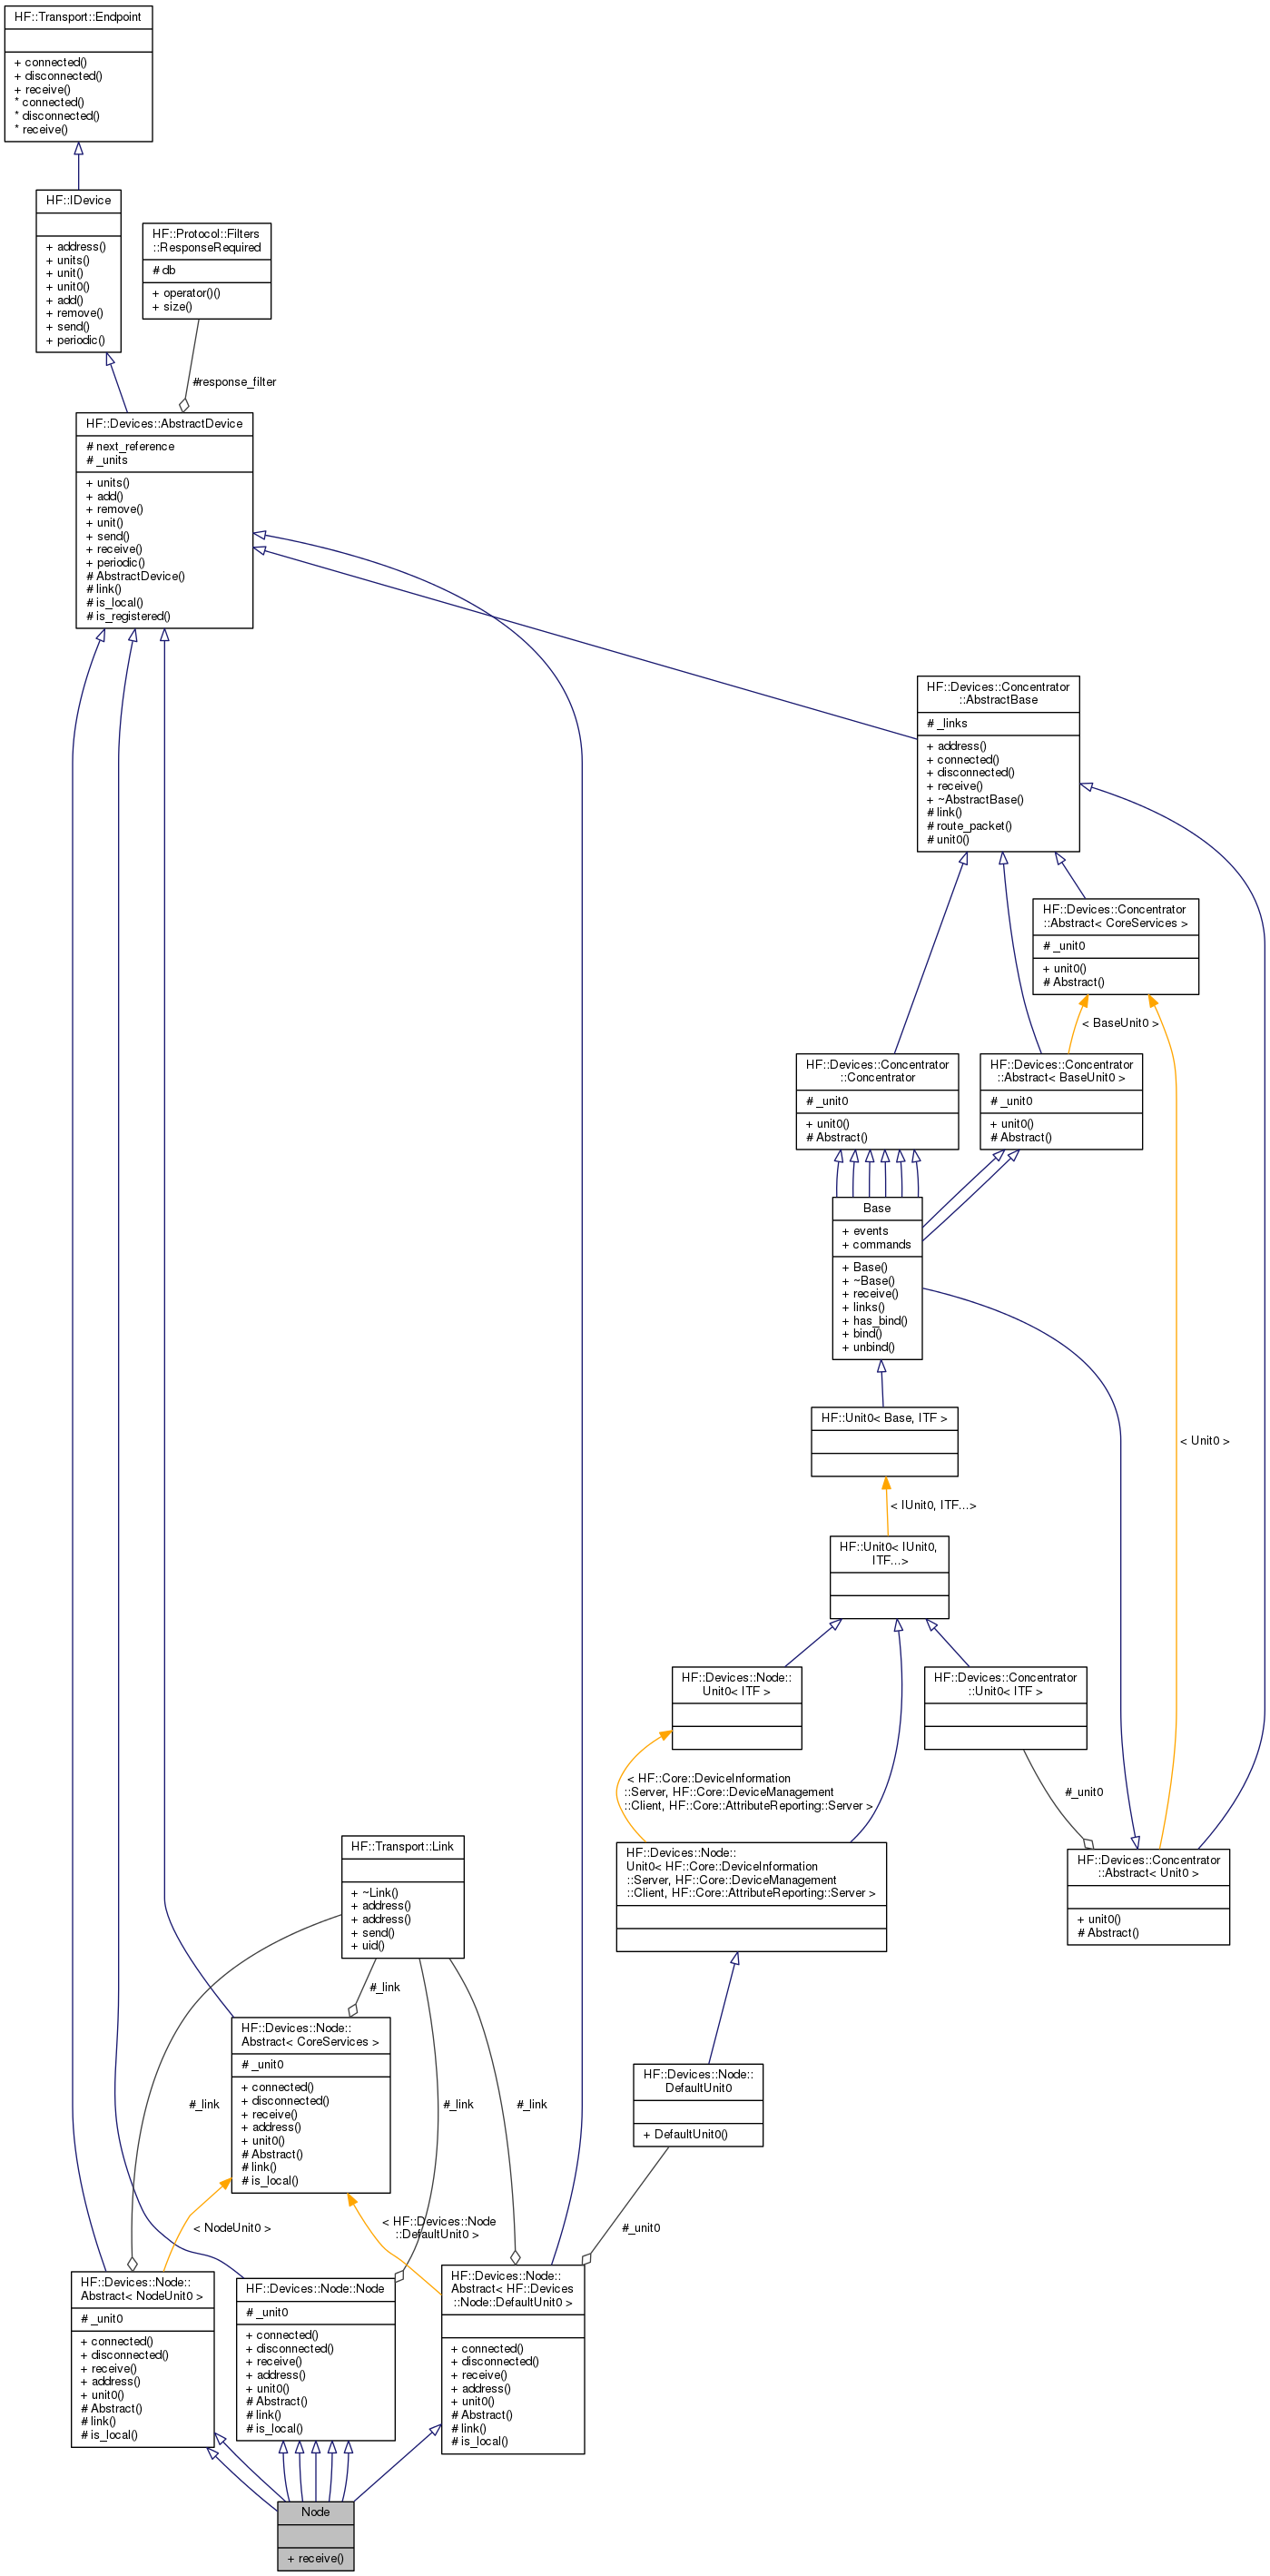 HF::Transport::Endpoint
+ connected()
+ disconnected()
+ receive()
* connected()
* disconnected()
* receive()
HF::IDevice
+ address()
+ units()
+ unit()
+ unit0()
+ add()
+ remove()
+ send()
+ periodic()
HF::Protocol::Filters
::ResponseRequired
# db
+ operator()()
+ size()
#response_filter
HF::Devices::AbstractDevice
# next_reference
# _units
+ units()
+ add()
+ remove()
+ unit()
+ send()
+ receive()
+ periodic()
# AbstractDevice()
# link()
# is_local()
# is_registered()
HF::Devices::Concentrator
::AbstractBase
# _links
+ address()
+ connected()
+ disconnected()
+ receive()
+ ~AbstractBase()
# link()
# route_packet()
# unit0()
HF::Devices::Concentrator
::Abstract< CoreServices >
# _unit0
+ unit0()
# Abstract()
< BaseUnit0 >
HF::Devices::Concentrator
::Concentrator
# _unit0
+ unit0()
# Abstract()
HF::Devices::Concentrator
::Abstract< BaseUnit0 >
# _unit0
+ unit0()
# Abstract()
Base
+ events
+ commands
+ Base()
+ ~Base()
+ receive()
+ links()
+ has_bind()
+ bind()
+ unbind()
HF::Unit0< Base, ITF >
< Unit0 >
< IUnit0, ITF...>
HF::Unit0< IUnit0,
ITF...>
HF::Devices::Node::
Unit0< ITF >
HF::Devices::Concentrator
::Unit0< ITF >
< HF::Core::DeviceInformation
::Server, HF::Core::DeviceManagement
::Client, HF::Core::AttributeReporting::Server >
#_unit0
HF::Transport::Link
+ ~Link()
+ address()
+ address()
+ send()
+ uid()
HF::Devices::Node::
Unit0< HF::Core::DeviceInformation
::Server, HF::Core::DeviceManagement
::Client, HF::Core::AttributeReporting::Server >
HF::Devices::Concentrator
::Abstract< Unit0 >
+ unit0()
# Abstract()
#_link
HF::Devices::Node::
Abstract< CoreServices >
# _unit0
+ connected()
+ disconnected()
+ receive()
+ address()
+ unit0()
# Abstract()
# link()
# is_local()
#_link
#_link
#_link
HF::Devices::Node::
DefaultUnit0
+ DefaultUnit0()
< NodeUnit0 >
< HF::Devices::Node
::DefaultUnit0 >
#_unit0
HF::Devices::Node::
Abstract< NodeUnit0 >
# _unit0
+ connected()
+ disconnected()
+ receive()
+ address()
+ unit0()
# Abstract()
# link()
# is_local()
HF::Devices::Node::Node
# _unit0
+ connected()
+ disconnected()
+ receive()
+ address()
+ unit0()
# Abstract()
# link()
# is_local()
HF::Devices::Node::
Abstract< HF::Devices
::Node::DefaultUnit0 >
+ connected()
+ disconnected()
+ receive()
+ address()
+ unit0()
# Abstract()
# link()
# is_local()
Node
+ receive()